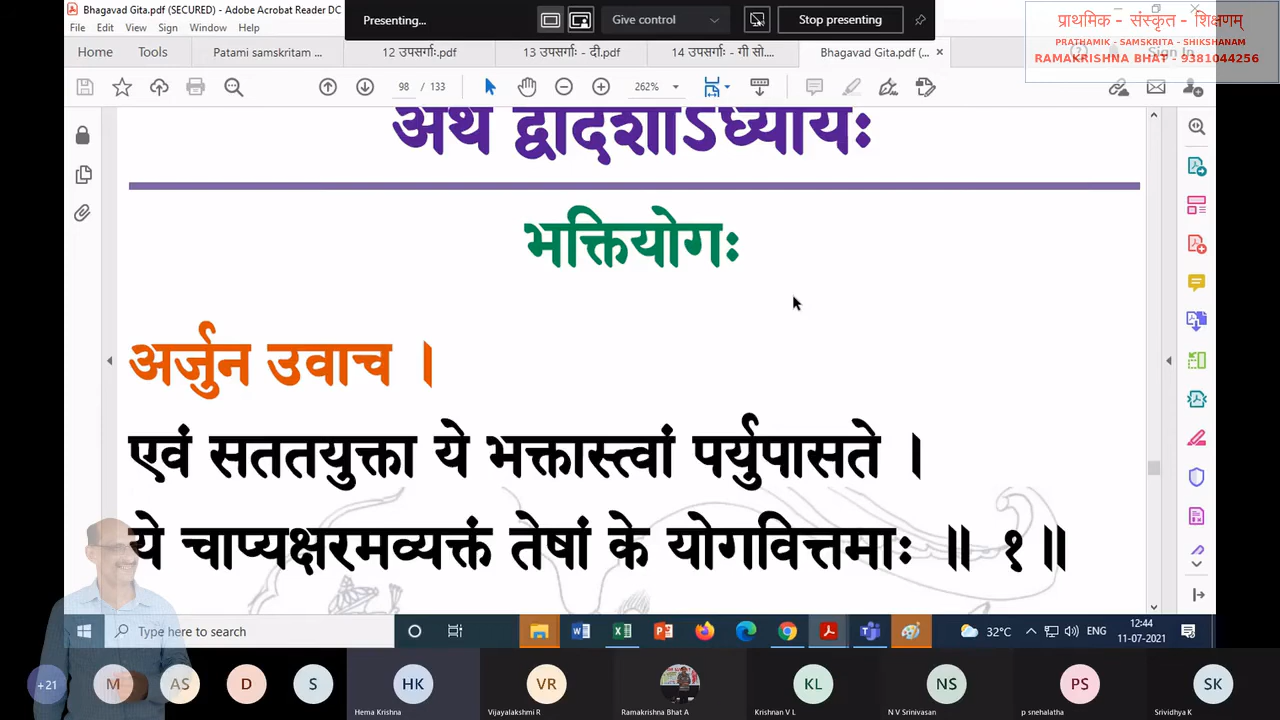 Bhagavad Gita.pdf (SECURED) - Adobe Acrobat Reader DC
Presenting...
Give control
Stop presenting
प्राथमिक - संस्कृत - शिक्षणम्
PRATHAMIK - SAMSKRITA - SHIKSHANAM
RAMAKRISHNA BHAT - 9381044256
File Edit View Sign Window Help
Home Tools Patami samskritam ... 12 उपसर्गाः.pdf 13 उपसर्गाः - दी.pdf 14 उपसर्गाः - गी सो.... Bhagavad Gita.pdf (... × Sign In
98 / 133 262%
अथ द्वादशोऽध्यायः
भक्तियोगः
अर्जुन उवाच ।
एवं सततयुक्ता ये भक्तास्त्वां पर्युपासते ।
ये चाप्यक्षरमव्यक्तं तेषां के योगवित्तमाः ॥ १॥
Type here to search
32°C ENG 12:44
11-07-2021
+21 M AS D S HK VR KL NS PS SK
Hema Krishna Vijayalakshmi R Ramakrishna Bhat A Krishnan V L N V Srinivasan p snehalatha Srividhya K